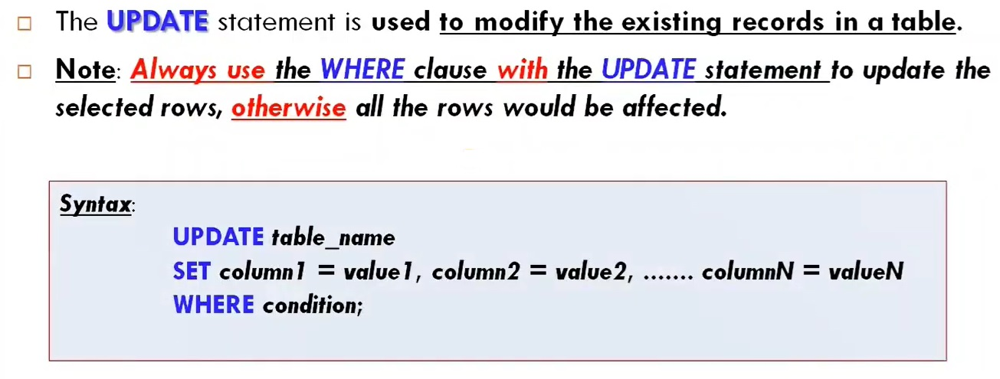 The UPDATE statement is used to modify the existing records in a table.
Note: Always use the WHERE clause with the UPDATE statement to update the
selected rows, otherwise all the rows would be affected.
Syntax:
UPDATE table_name
SET column1 = value1, column2 = value2, ....... columnN = valueN
WHERE condition;